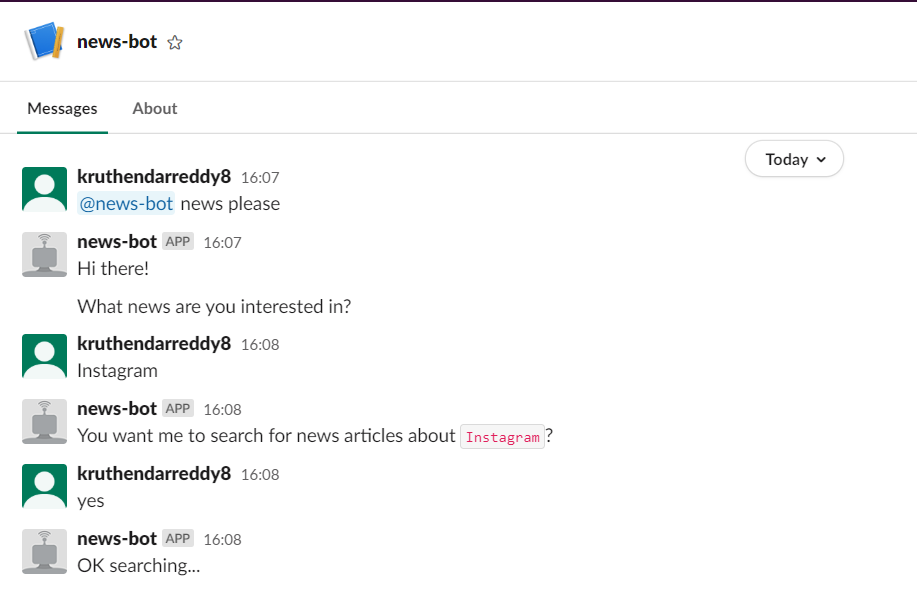 news-bot
Messages About
Today
kruthendarreddy8 16:07
@news-bot news please
news-bot APP 16:07
Hi there!
What news are you interested in?
kruthendarreddy8 16:08
Instagram
news-bot APP 16:08
You want me to search for news articles about Instagram?
kruthendarreddy8 16:08
yes
news-bot APP 16:08
OK searching...